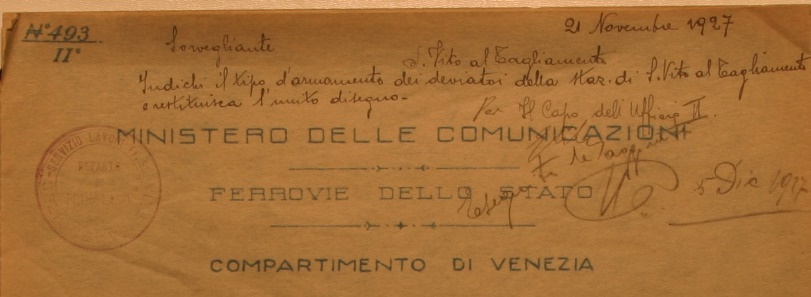 N° 493
II°
21 Novembre 1927
Sorvegliante
S. Vito al Tagliamento
Indichi il tipo d'armamento dei deviatoi della Staz. di S. Vito al Tagliamento
e restituisca l'unito disegno -
Per Il Capo dell'Ufficio II.
MINISTERO DELLE COMUNICAZIONI
FERROVIE DELLO STATO
5 Dic 1927
COMPARTIMENTO DI VENEZIA